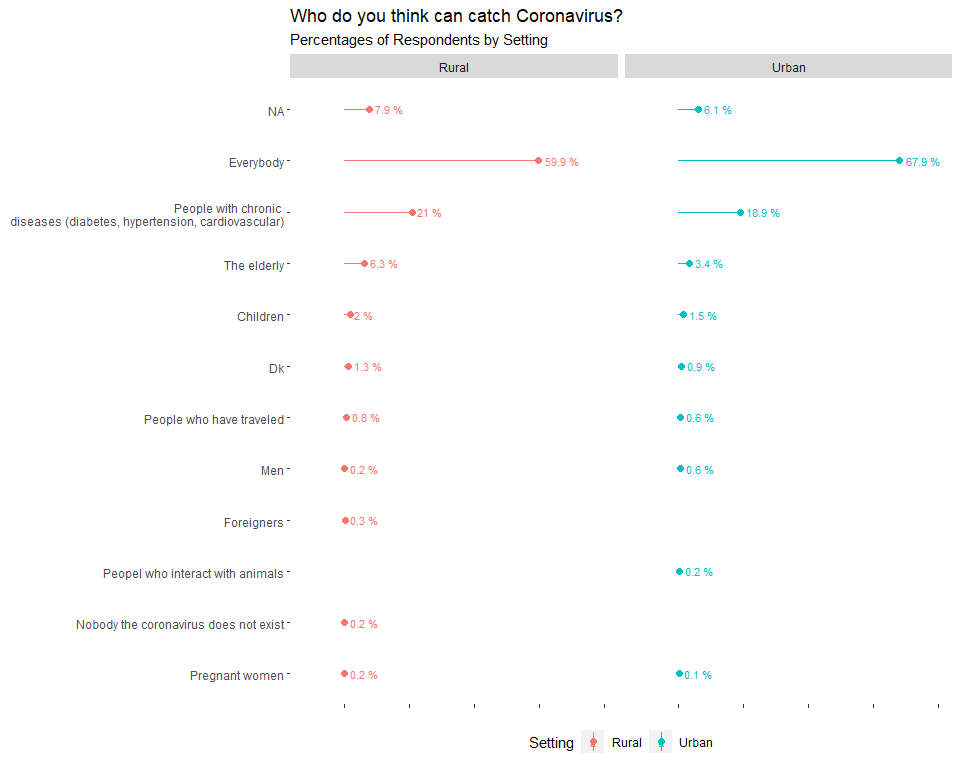 Who do you think can catch Coronavirus?
Percentages of Respondents by Setting
Rural
Urban
NA
7.9 %
6.1 %
Everybody
59.9 %
67.9 %
People with chronic
diseases (diabetes, hypertension, cardiovascular)
21 %
18.9 %
The elderly
6.3 %
3.4 %
Children
2 %
1.5 %
Dk
1.3 %
0.9 %
People who have traveled
0.8 %
0.6 %
Men
0.2 %
0.6 %
Foreigners
0.3 %
Peopel who interact with animals
0.2 %
Nobody the coronavirus does not exist
0.2 %
Pregnant women
0.2 %
0.1 %
Setting
Rural
Urban